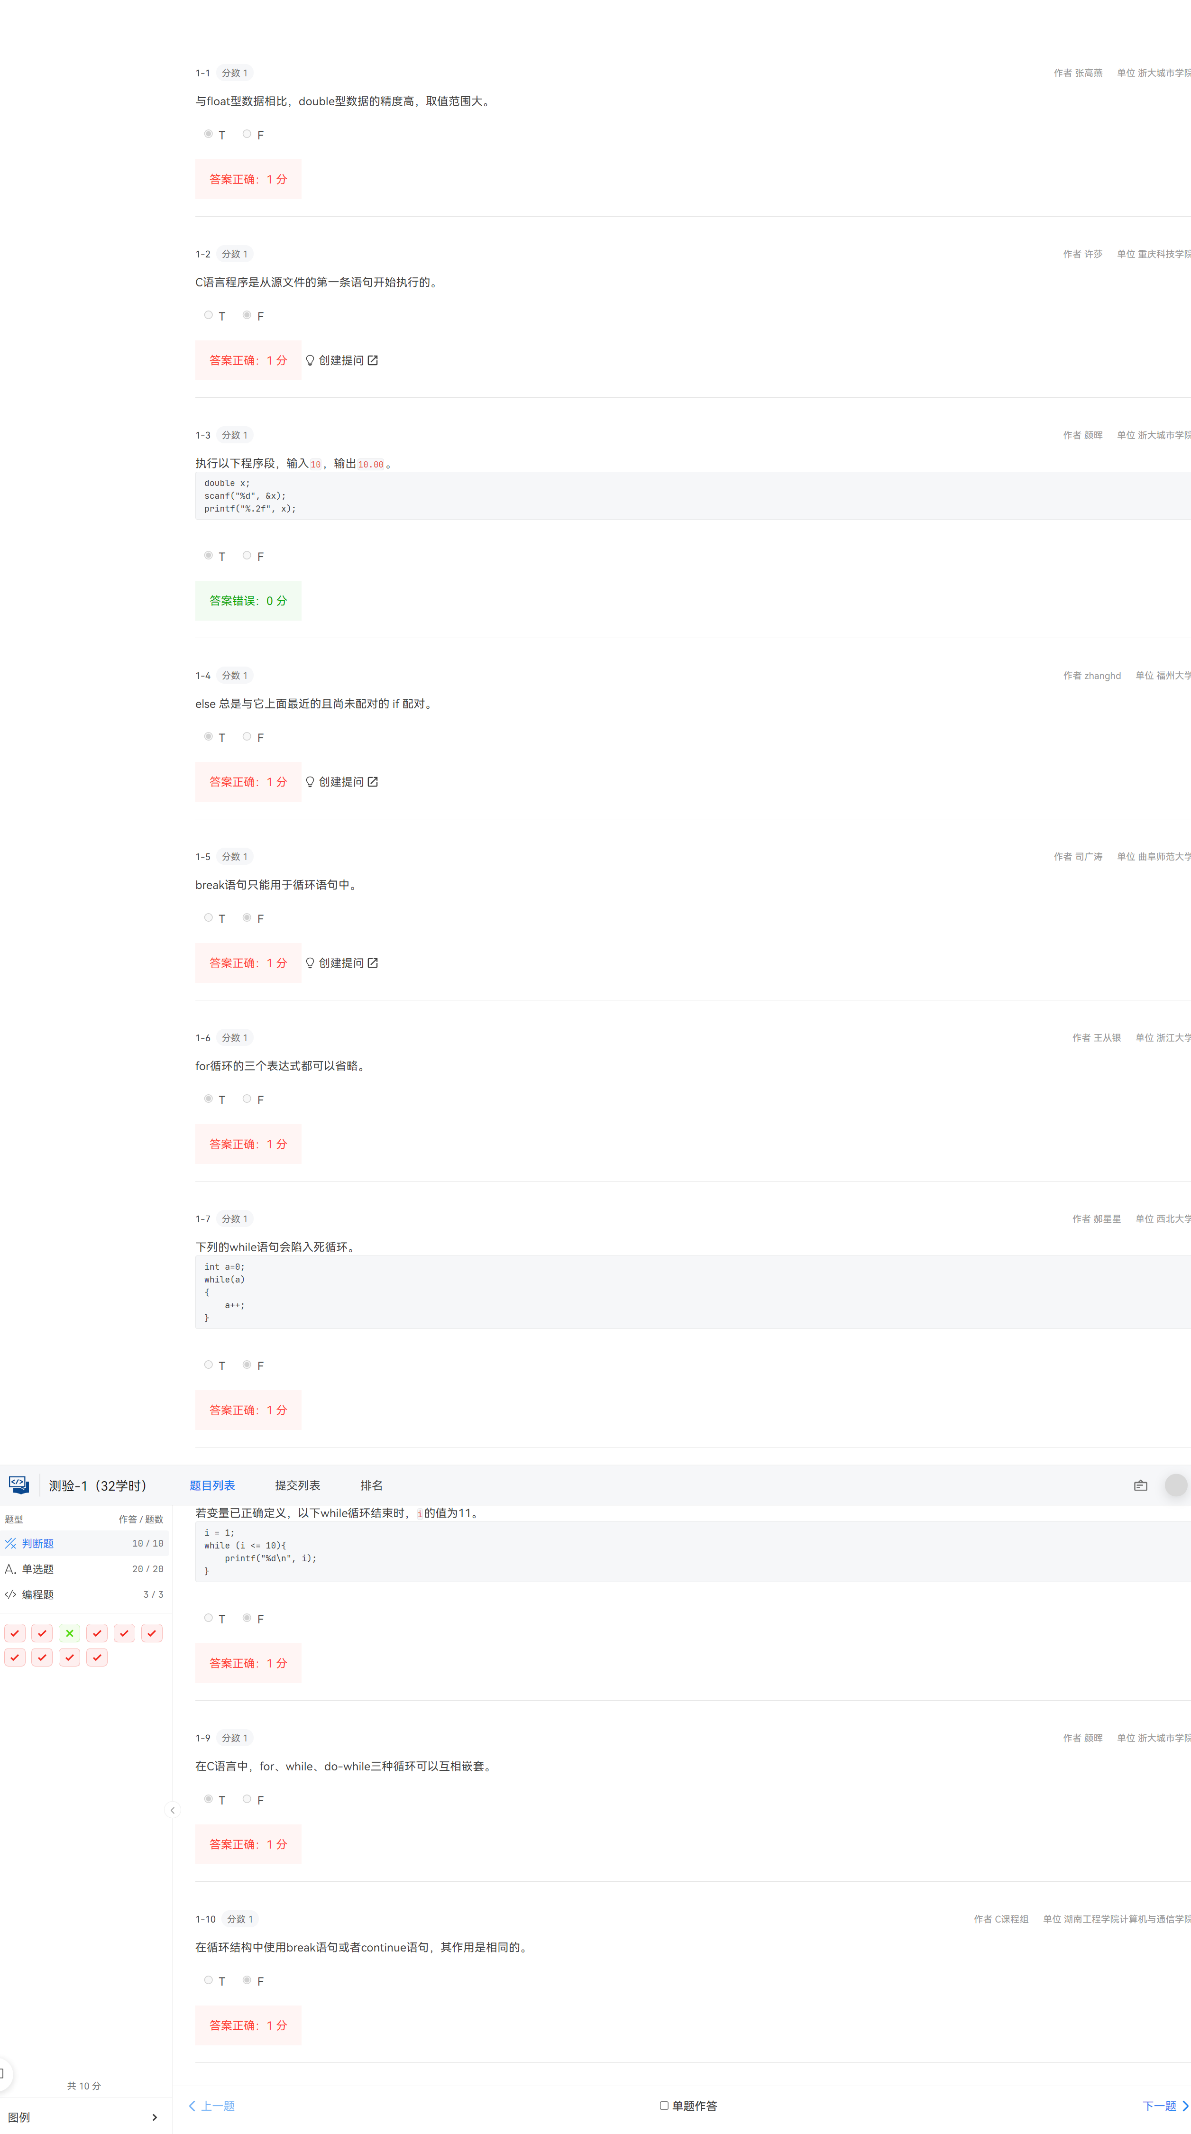 1-1 分数 1 作者 张高燕 单位 浙大城市学院
与float型数据相比，double型数据的精度高，取值范围大。
T F
答案正确：1 分
1-2 分数 1 作者 许莎 单位 重庆科技学院
C语言程序是从源文件的第一条语句开始执行的。
T F
答案正确：1 分 创建提问
1-3 分数 1 作者 颜晖 单位 浙大城市学院
执行以下程序段，输入10，输出10.00。
double x;
scanf("%d", &x);
printf("%.2f", x);
T F
答案错误：0 分
1-4 分数 1 作者 zhanghd 单位 福州大学
else 总是与它上面最近的且尚未配对的 if 配对。
T F
答案正确：1 分 创建提问
1-5 分数 1 作者 司广涛 单位 曲阜师范大学
break语句只能用于循环语句中。
T F
答案正确：1 分 创建提问
1-6 分数 1 作者 王从银 单位 浙江大学
for循环的三个表达式都可以省略。
T F
答案正确：1 分
1-7 分数 1 作者 郝星星 单位 西北大学
下列的while语句会陷入死循环。
int a=0;
while(a)
{
    a++;
}
T F
答案正确：1 分
测验-1（32学时） 题目列表 提交列表 排名
题型 作答 / 题数
判断题 10 / 10
单选题 20 / 20
编程题 3 / 3
共 10 分
图例
若变量已正确定义，以下while循环结束时，i的值为11。
i = 1;
while (i <= 10){
    printf("%d\n", i);
}
T F
答案正确：1 分
1-9 分数 1 作者 颜晖 单位 浙大城市学院
在C语言中，for、while、do-while三种循环可以互相嵌套。
T F
答案正确：1 分
1-10 分数 1 作者 C课程组 单位 湖南工程学院计算机与通信学院
在循环结构中使用break语句或者continue语句，其作用是相同的。
T F
答案正确：1 分
上一题 单题作答 下一题